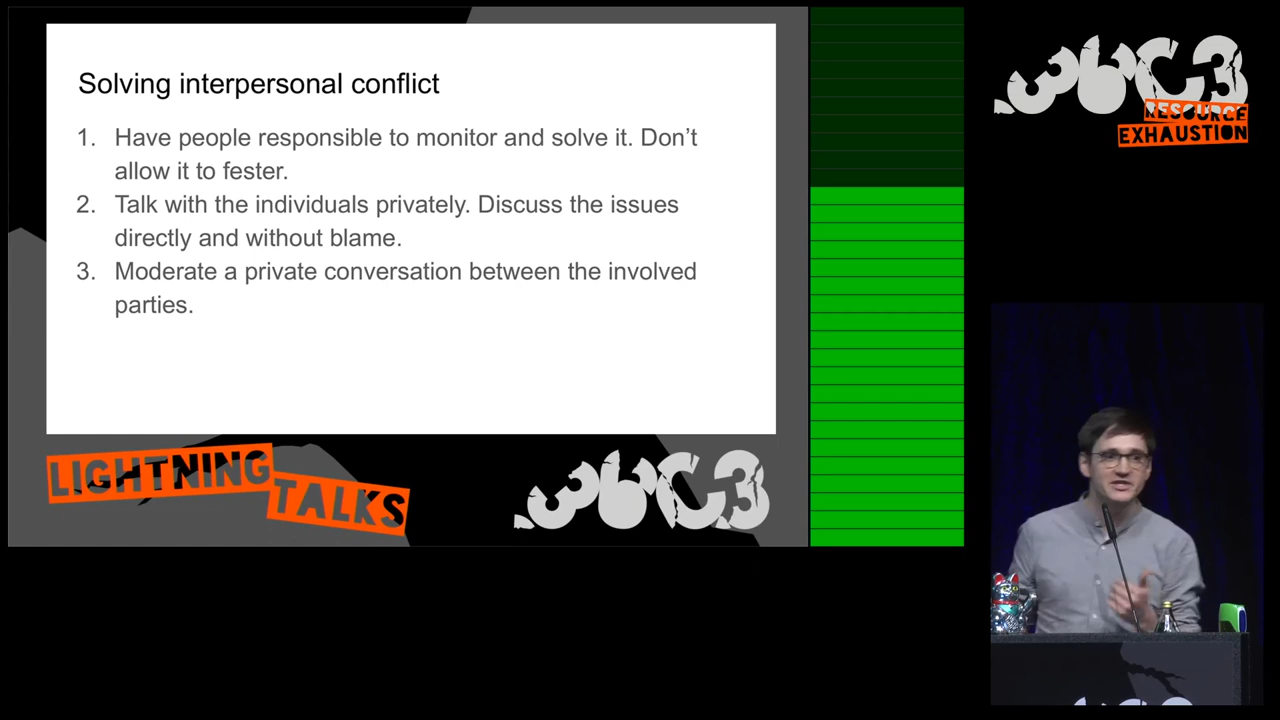 Solving interpersonal conflict
1. Have people responsible to monitor and solve it. Don't
allow it to fester.
2. Talk with the individuals privately. Discuss the issues
directly and without blame.
3. Moderate a private conversation between the involved
parties.
LIGHTNING
TALKS
36C3
36C3
RESOURCE
EXHAUSTION